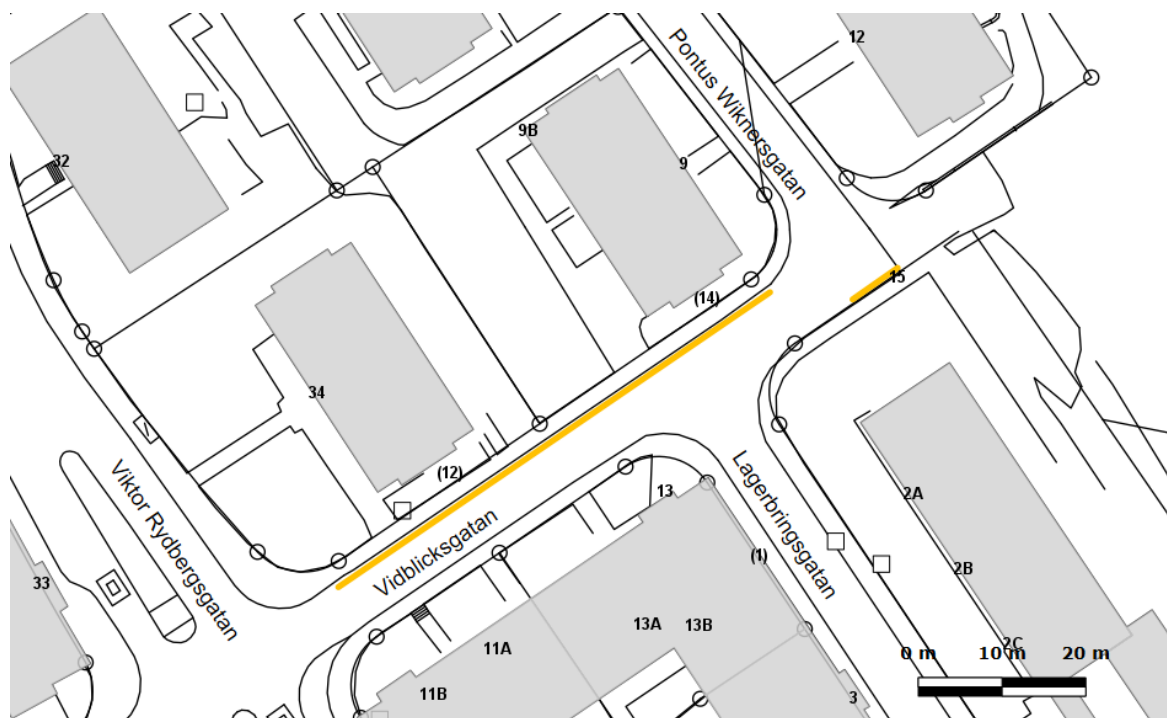 12
Pontus Wiknersgatan
9B
9
32
15
(14)
34
(12)
Viktor Rydbergsgatan
Vidblicksgatan
13
Lagerbringsgatan
2A
(1)
2B
33
13A
13B
11A
2C
0 m
10 m
20 m
11B
3